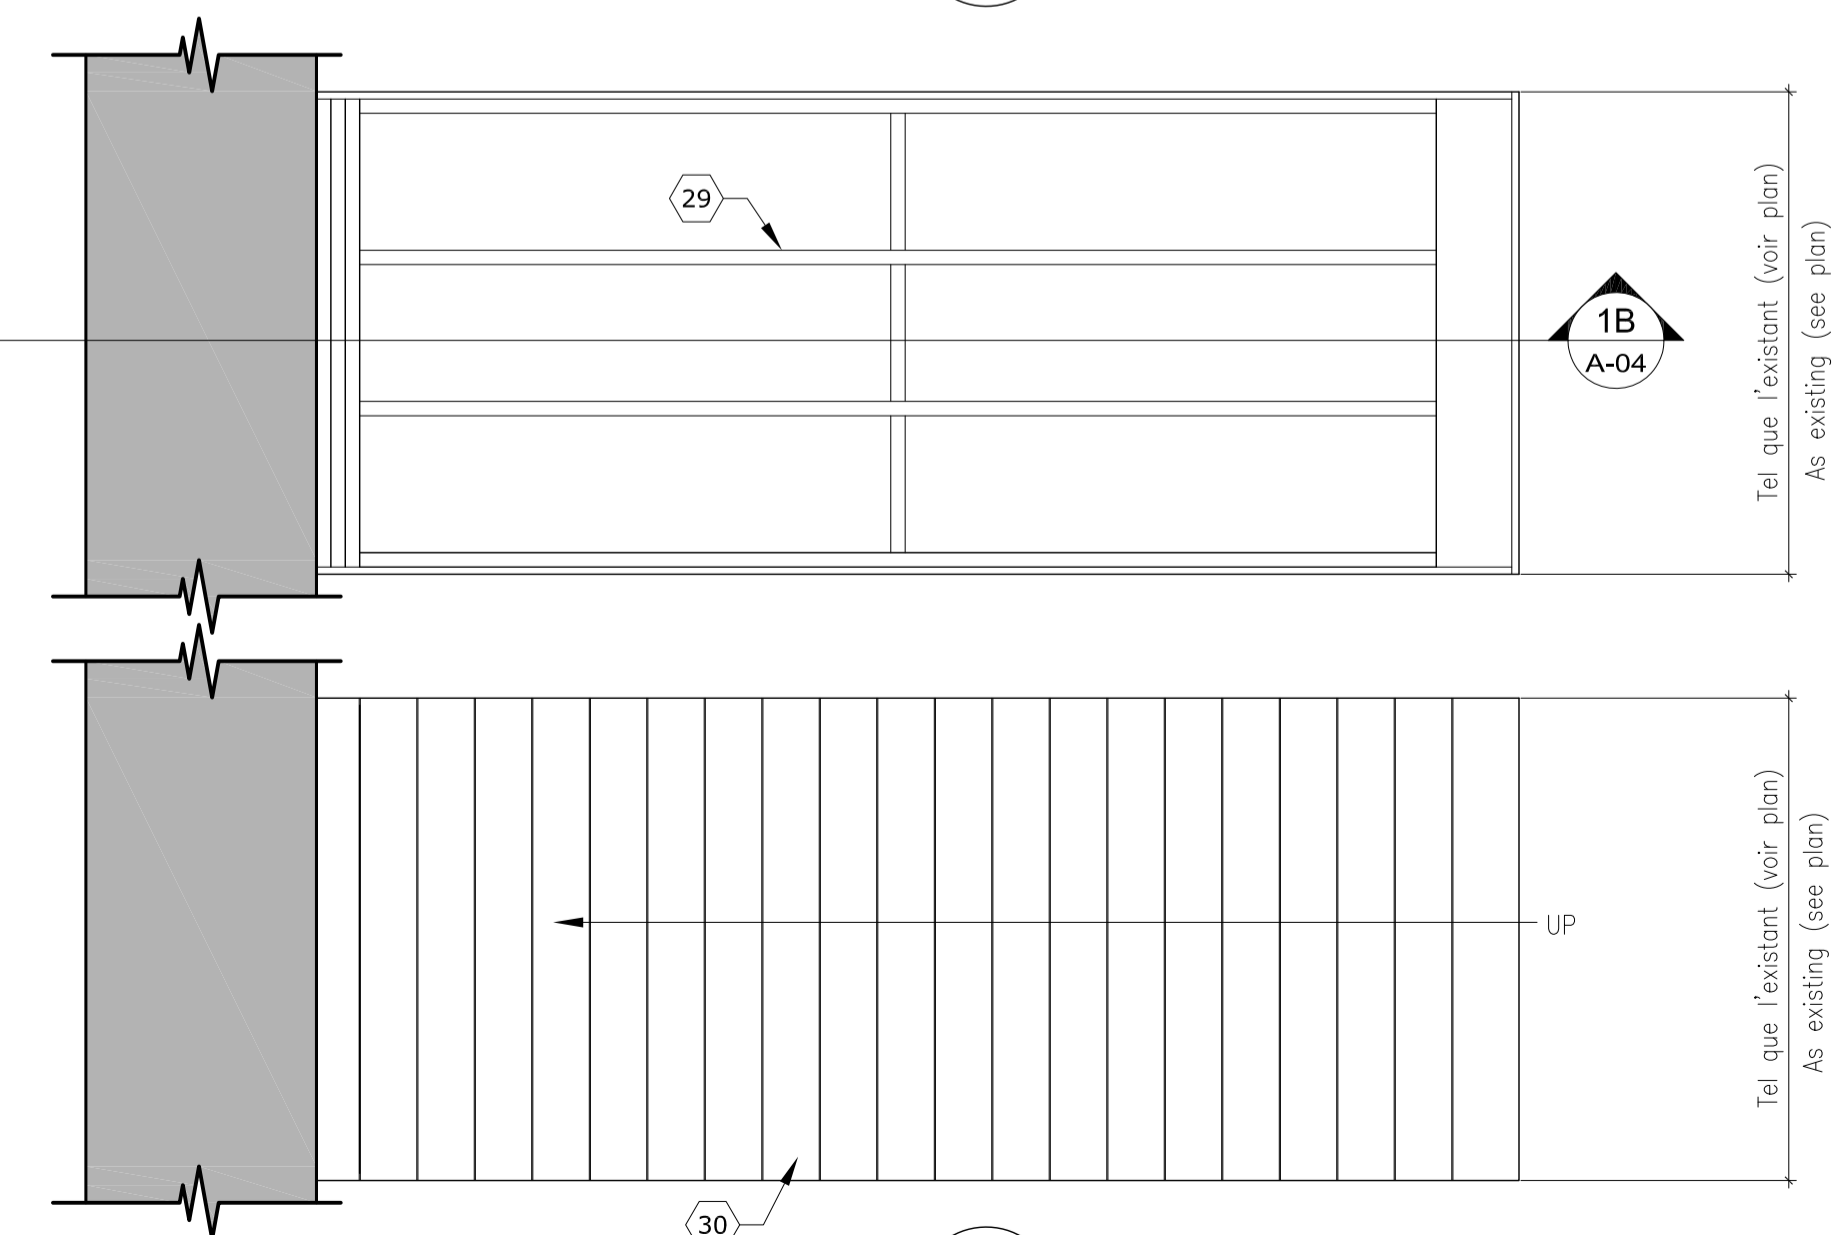 29
1B
A-04
Tel que l'existant (voir plan)
As existing (see plan)
UP
Tel que l'existant (voir plan)
As existing (see plan)
30